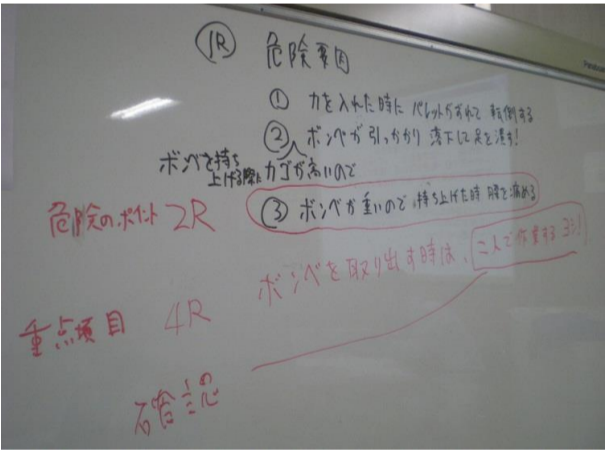 1R 危険要因
① 力を入れた時に パレットがずれて 転倒する
② ボンベが引っかかり 落下して足を潰す!
ボンベを持ち上げる際に カゴが高いので
③ ボンベが重いので 持ち上げた時 腰を痛める
危険のポイント 2R
ボンベを取り出す時は、二人で作業する ヨシ!
重点項目 4R
確認